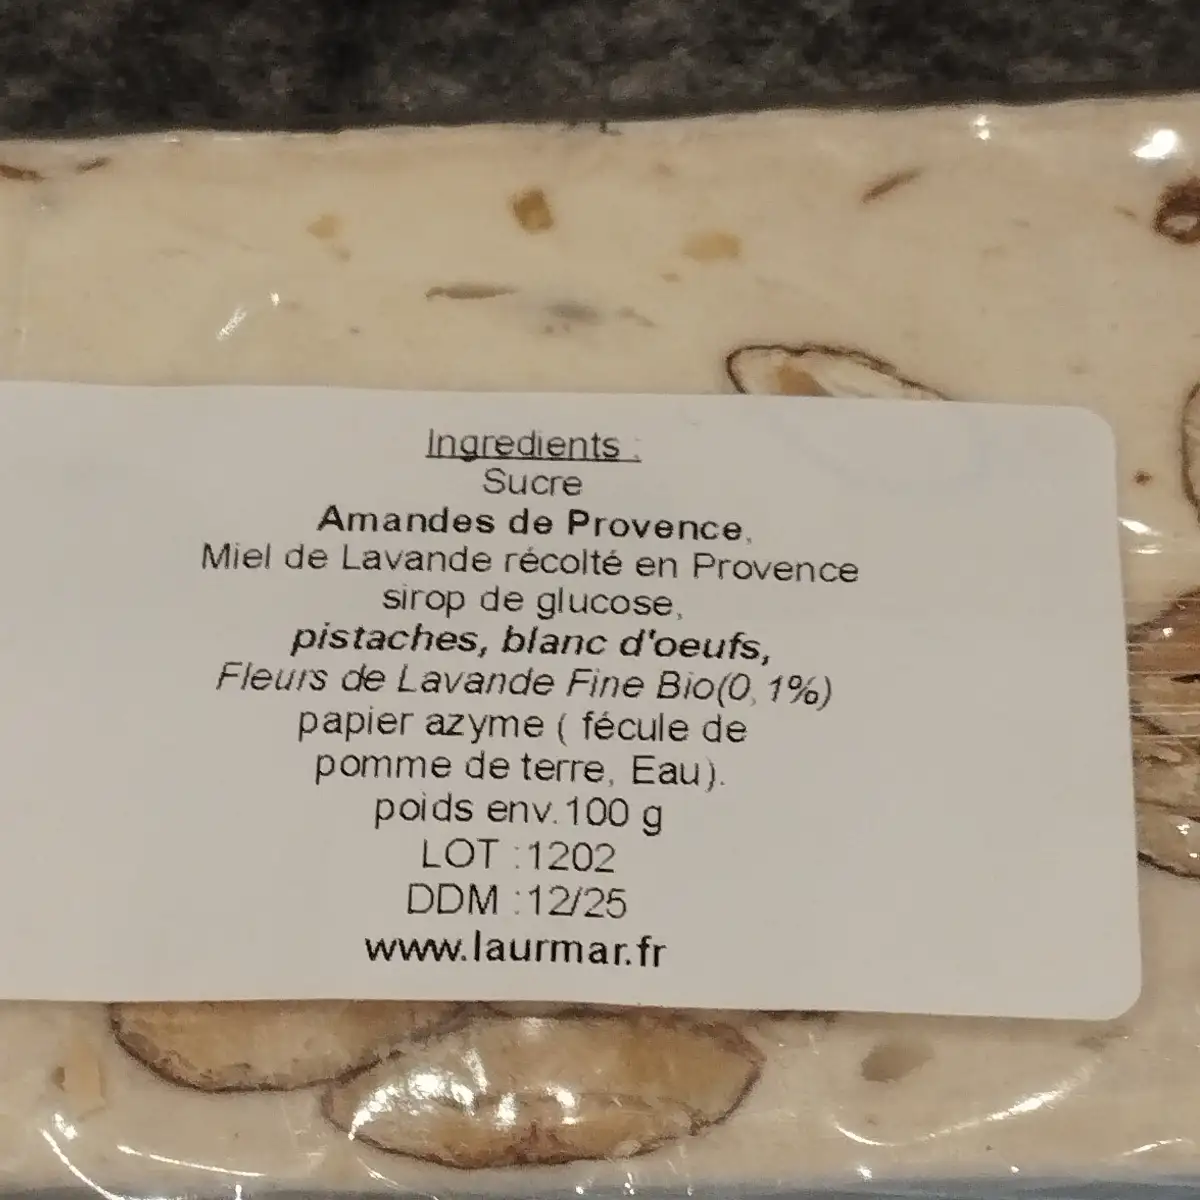 Ingredients :
Sucre
Amandes de Provence,
Miel de Lavande récolté en Provence
sirop de glucose,
pistaches, blanc d'oeufs,
Fleurs de Lavande Fine Bio(0,1%)
papier azyme ( fécule de
pomme de terre, Eau).
poids env.100 g
LOT :1202
DDM :12/25
www.laurmar.fr